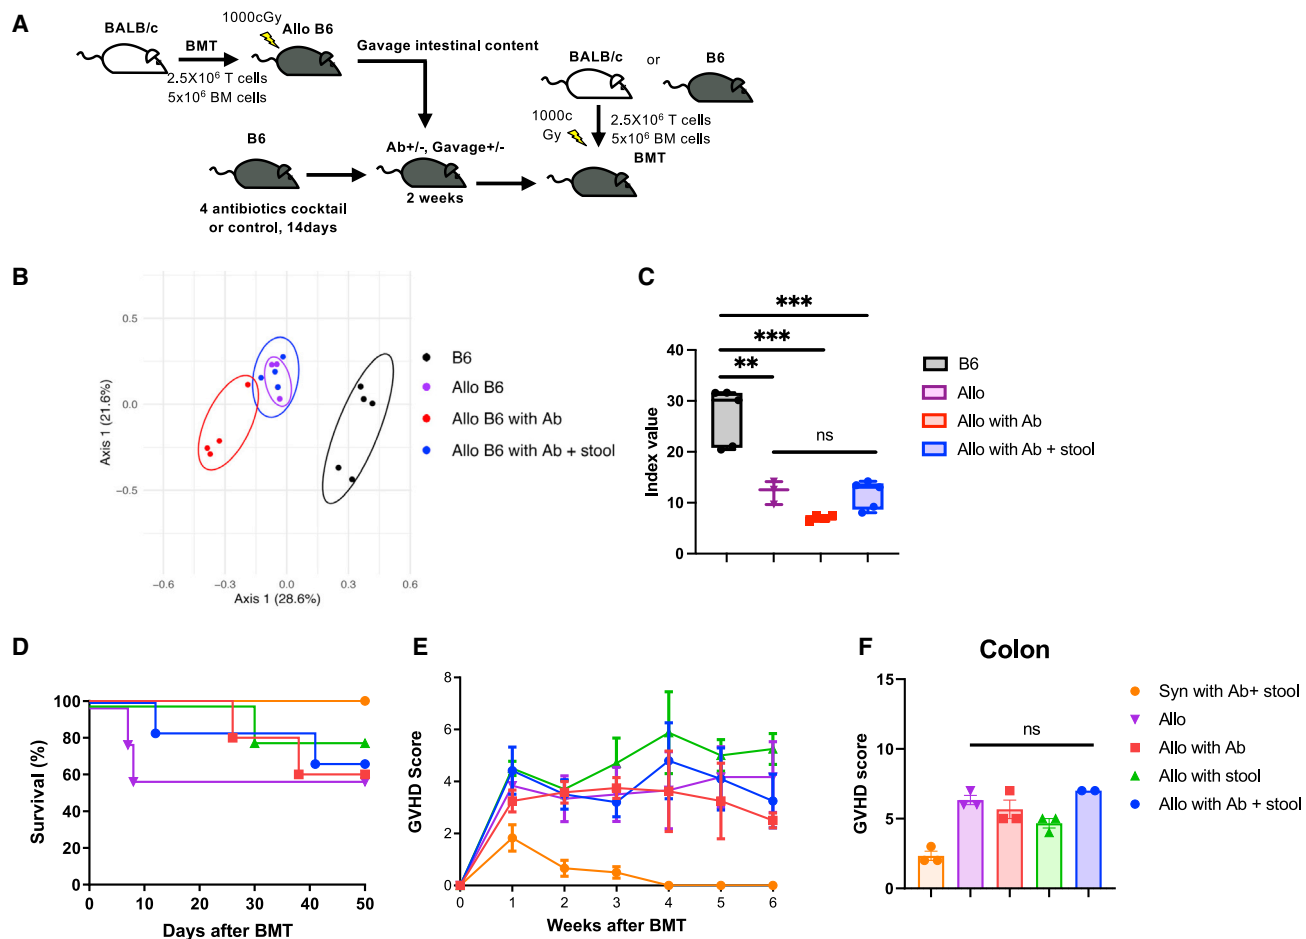 A
BALB/c
BMT
2.5X10⁶ T cells
5x10⁶ BM cells
1000cGy
Allo B6
Gavage intestinal content
BALB/c or B6
1000c
Gy
2.5X10⁶ T cells
5x10⁶ BM cells
BMT
B6
4 antibiotics cocktail
or control, 14days
Ab+/-, Gavage+/-
2 weeks
B
0.5
0.0
−0.5
Axis 1 (21.6%)
−0.6 −0.3 0.0 0.3 0.6
Axis 1 (28.6%)
B6
Allo B6
Allo B6 with Ab
Allo B6 with Ab + stool
C
***
***
**
ns
40
30
20
10
0
Index value
B6
Allo
Allo with Ab
Allo with Ab + stool
D
100
80
60
40
20
0
Survival (%)
0 10 20 30 40 50
Days after BMT
E
8
6
4
2
0
GVHD Score
0 1 2 3 4 5 6
Weeks after BMT
F
Colon
15
10
5
0
GVHD score
ns
Syn with Ab+ stool
Allo
Allo with Ab
Allo with stool
Allo with Ab + stool